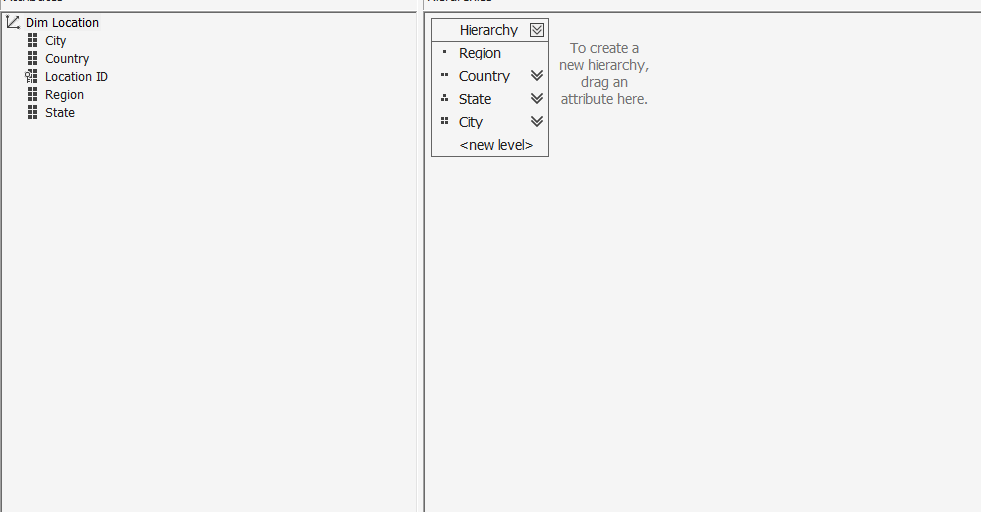 Dim Location
City
Country
Location ID
Region
State
Hierarchy
Region
Country
State
City
<new level>
To create a
new hierarchy,
drag an
attribute here.